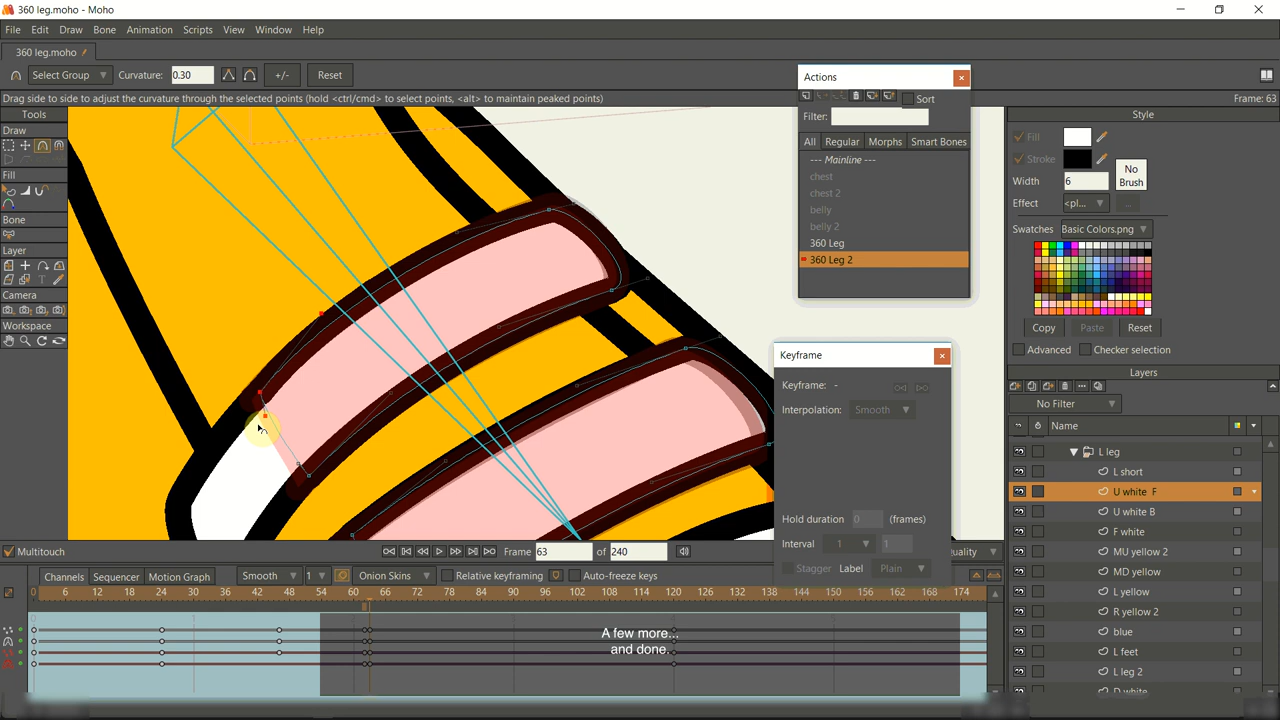 360 leg.moho - Moho
File Edit Draw Bone Animation Scripts View Window Help
360 leg.moho
Select Group Curvature: 0.30 +/- Reset
Drag side to side to adjust the curvature through the selected points (hold <ctrl/cmd> to select points, <alt> to maintain peaked points) Frame: 63
Tools
Draw
Fill
Bone
Layer
Camera
Workspace
Actions
Sort
Filter:
All Regular Morphs Smart Bones
--- Mainline ---
chest
chest 2
belly
belly 2
360 Leg
360 Leg 2
Keyframe
Keyframe: -
Interpolation: Smooth
Hold duration 0 (frames)
Interval 1 1
Stagger Label Plain
Style
Fill
Stroke
No
Brush
Width 6
Effect <pl...
Swatches Basic Colors.png
Copy Paste Reset
Advanced Checker selection
Layers
No Filter
Name
L leg
L short
U white F
U white B
F white
MU yellow 2
MD yellow
L yellow
R yellow 2
blue
L feet
L leg 2
D white
Multitouch Frame 63 of 240
Channels Sequencer Motion Graph Smooth 1 Onion Skins Relative keyframing Auto-freeze keys
0 6 12 18 24 30 36 42 48 54 60 66 72 78 84 90 96 102 108 114 120 126 132 138 144 150 156 162 168 174
A few more...
and done.